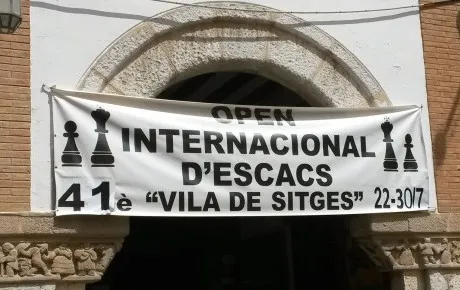 OPEN
INTERNACIONAL
D'ESCACS
41è "VILA DE SITGES" 22-30/7